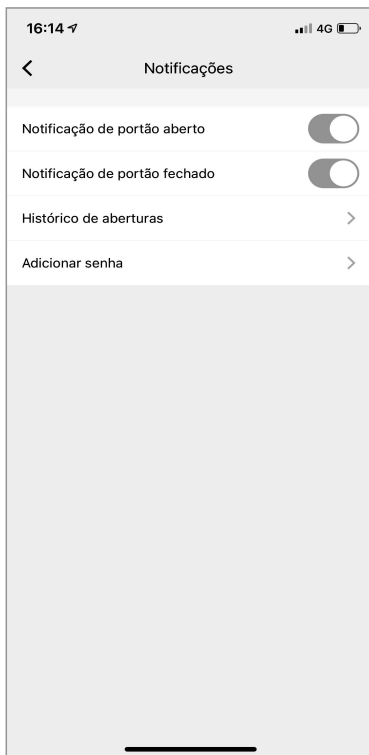 16:14 4G
Notificações
Notificação de portão aberto
Notificação de portão fechado
Histórico de aberturas
Adicionar senha